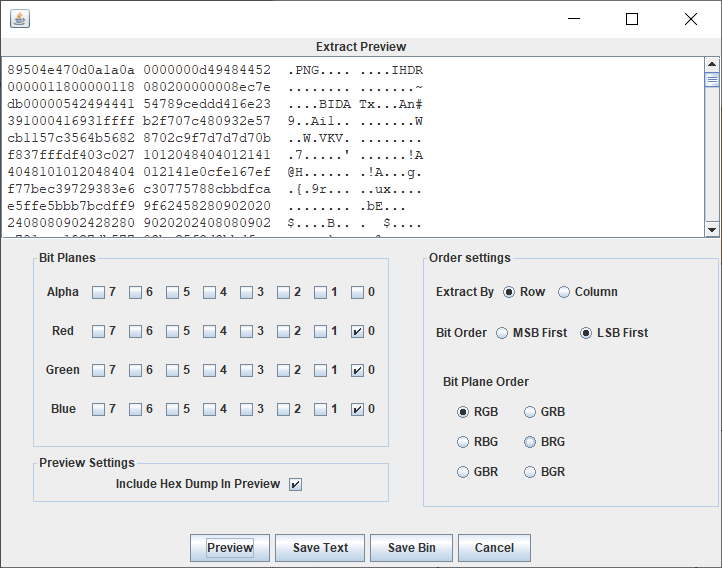 Extract Preview
89504e470d0a1a0a 0000000d49484452 .PNG.... ....IHDR
0000011800000118 080200000008ec7e ........ .......~
db00000542494441 54789ceddd416e23 ....BIDA Tx...An#
391000416931ffff b2f707c480932e57 9..Ai1.. .......W
cb1157c3564b5682 8702c9f7d7d7d70b ..W.VKV. ........
f837fffdf403c027 1012048404012141 .7.....' .......!A
4048101012048404 012141e0cfe167ef @H...... .!A...g.
f77bec39729383e6 c30775788cbbdfca .{.9r... ..ux....
e5ffe5bbb7bcdff9 9f62458280902020 ........ .bE...
2408080902428280 9020202408080902 $....B.. . $....
Bit Planes
Alpha 7 6 5 4 3 2 1 0
Red 7 6 5 4 3 2 1 0
Green 7 6 5 4 3 2 1 0
Blue 7 6 5 4 3 2 1 0
Preview Settings
Include Hex Dump In Preview
Order settings
Extract By Row Column
Bit Order MSB First LSB First
Bit Plane Order
RGB GRB
RBG BRG
GBR BGR
Preview Save Text Save Bin Cancel